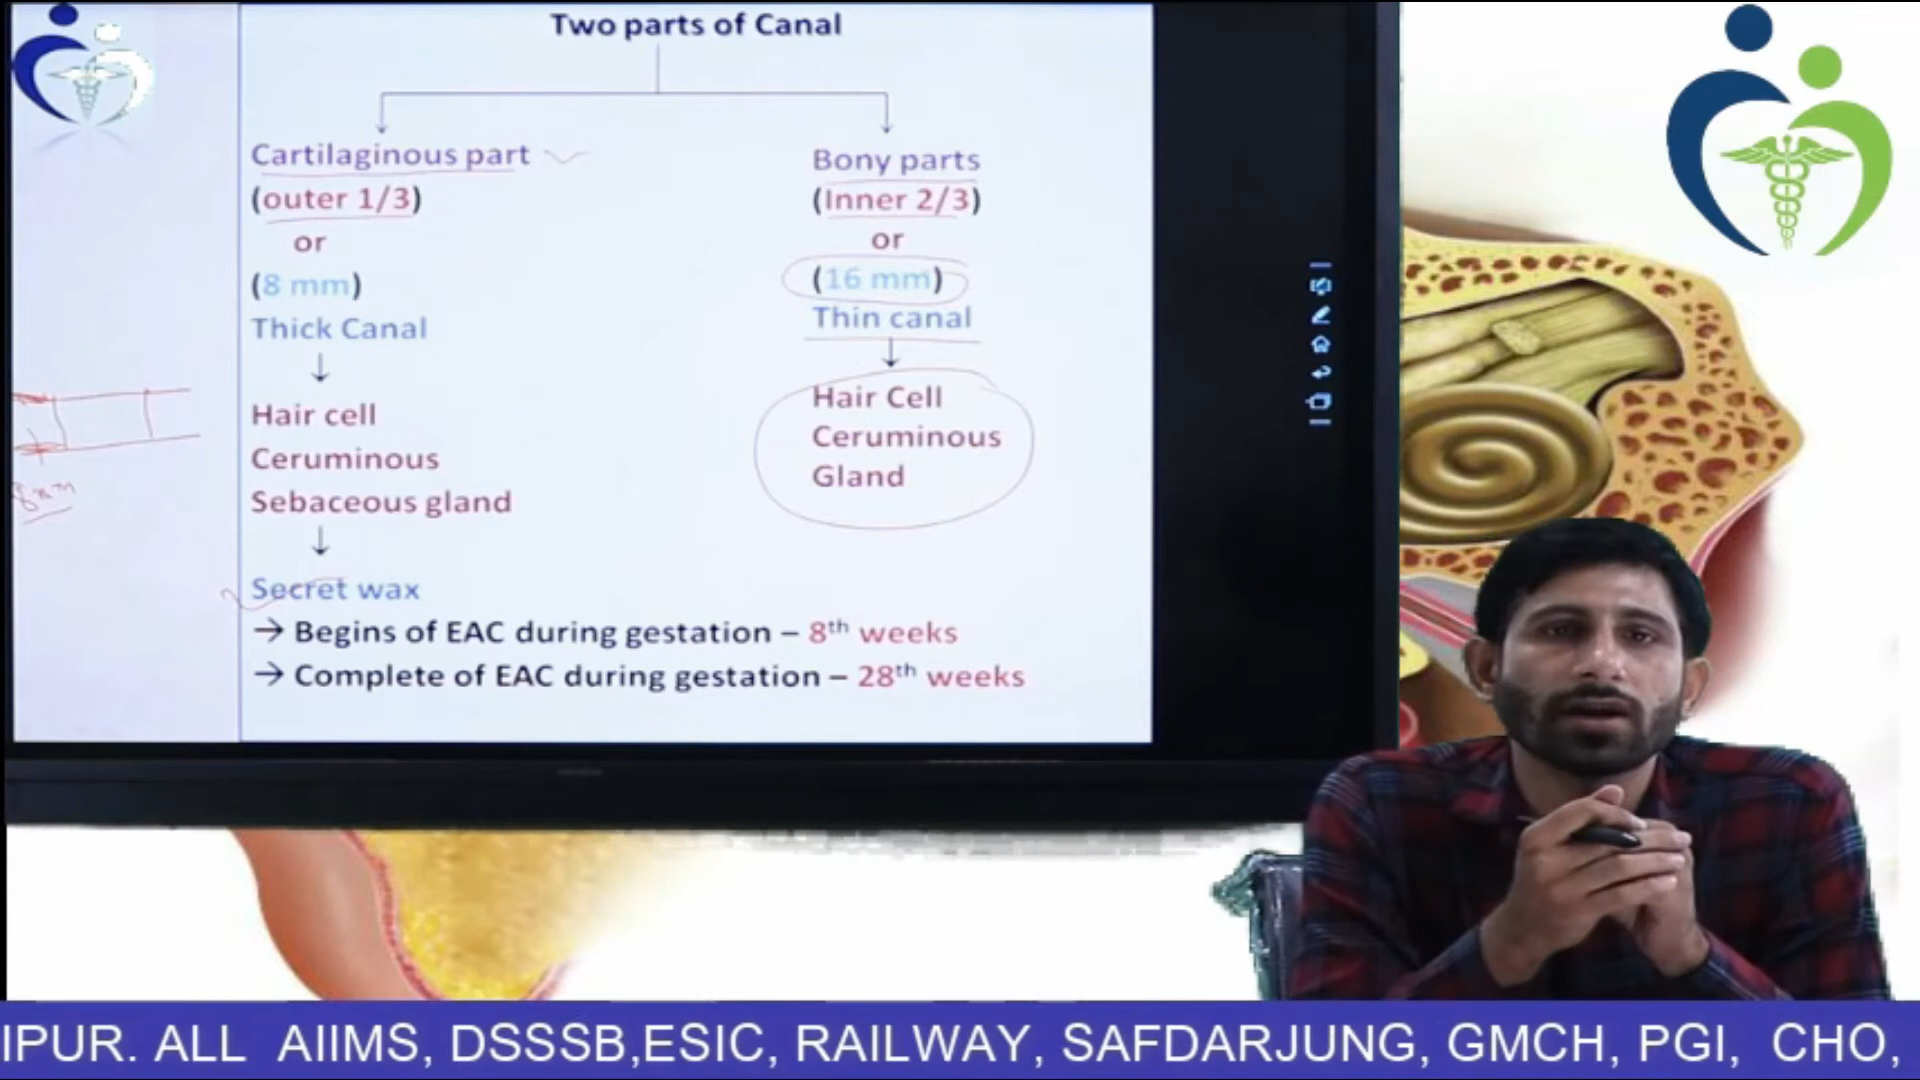 Two parts of Canal
Cartilaginous part
(outer 1/3)
or
(8 mm)
Thick Canal
Hair cell
Ceruminous
Sebaceous gland
Secret wax
Bony parts
(Inner 2/3)
or
(16 mm)
Thin canal
Hair Cell
Ceruminous
Gland
→ Begins of EAC during gestation – 8th weeks
→ Complete of EAC during gestation – 28th weeks
8mm
IPUR. ALL AIIMS, DSSSB,ESIC, RAILWAY, SAFDARJUNG, GMCH, PGI, CHO,